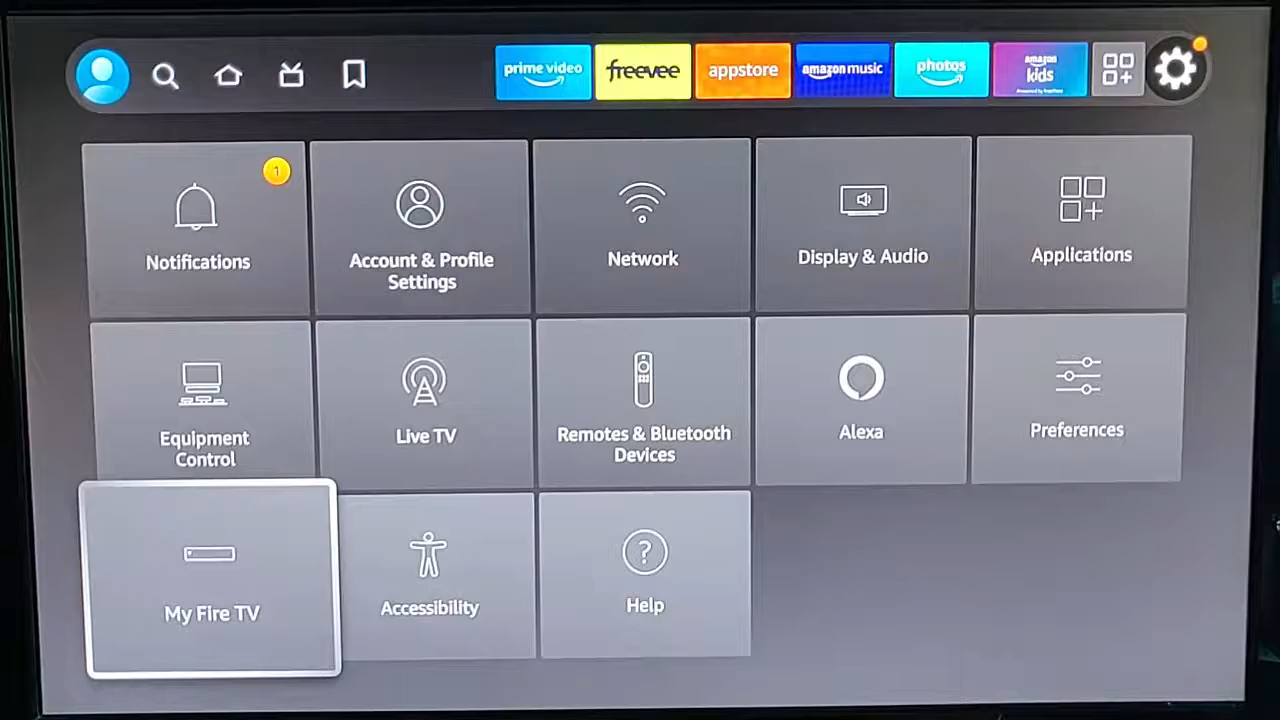 prime video
freevee
appstore
amazon music
photos
amazon
kids
1
Notifications
Account & Profile
Settings
Network
Display & Audio
Applications
Equipment
Control
Live TV
Remotes & Bluetooth
Devices
Alexa
Preferences
My Fire TV
Accessibility
?
Help